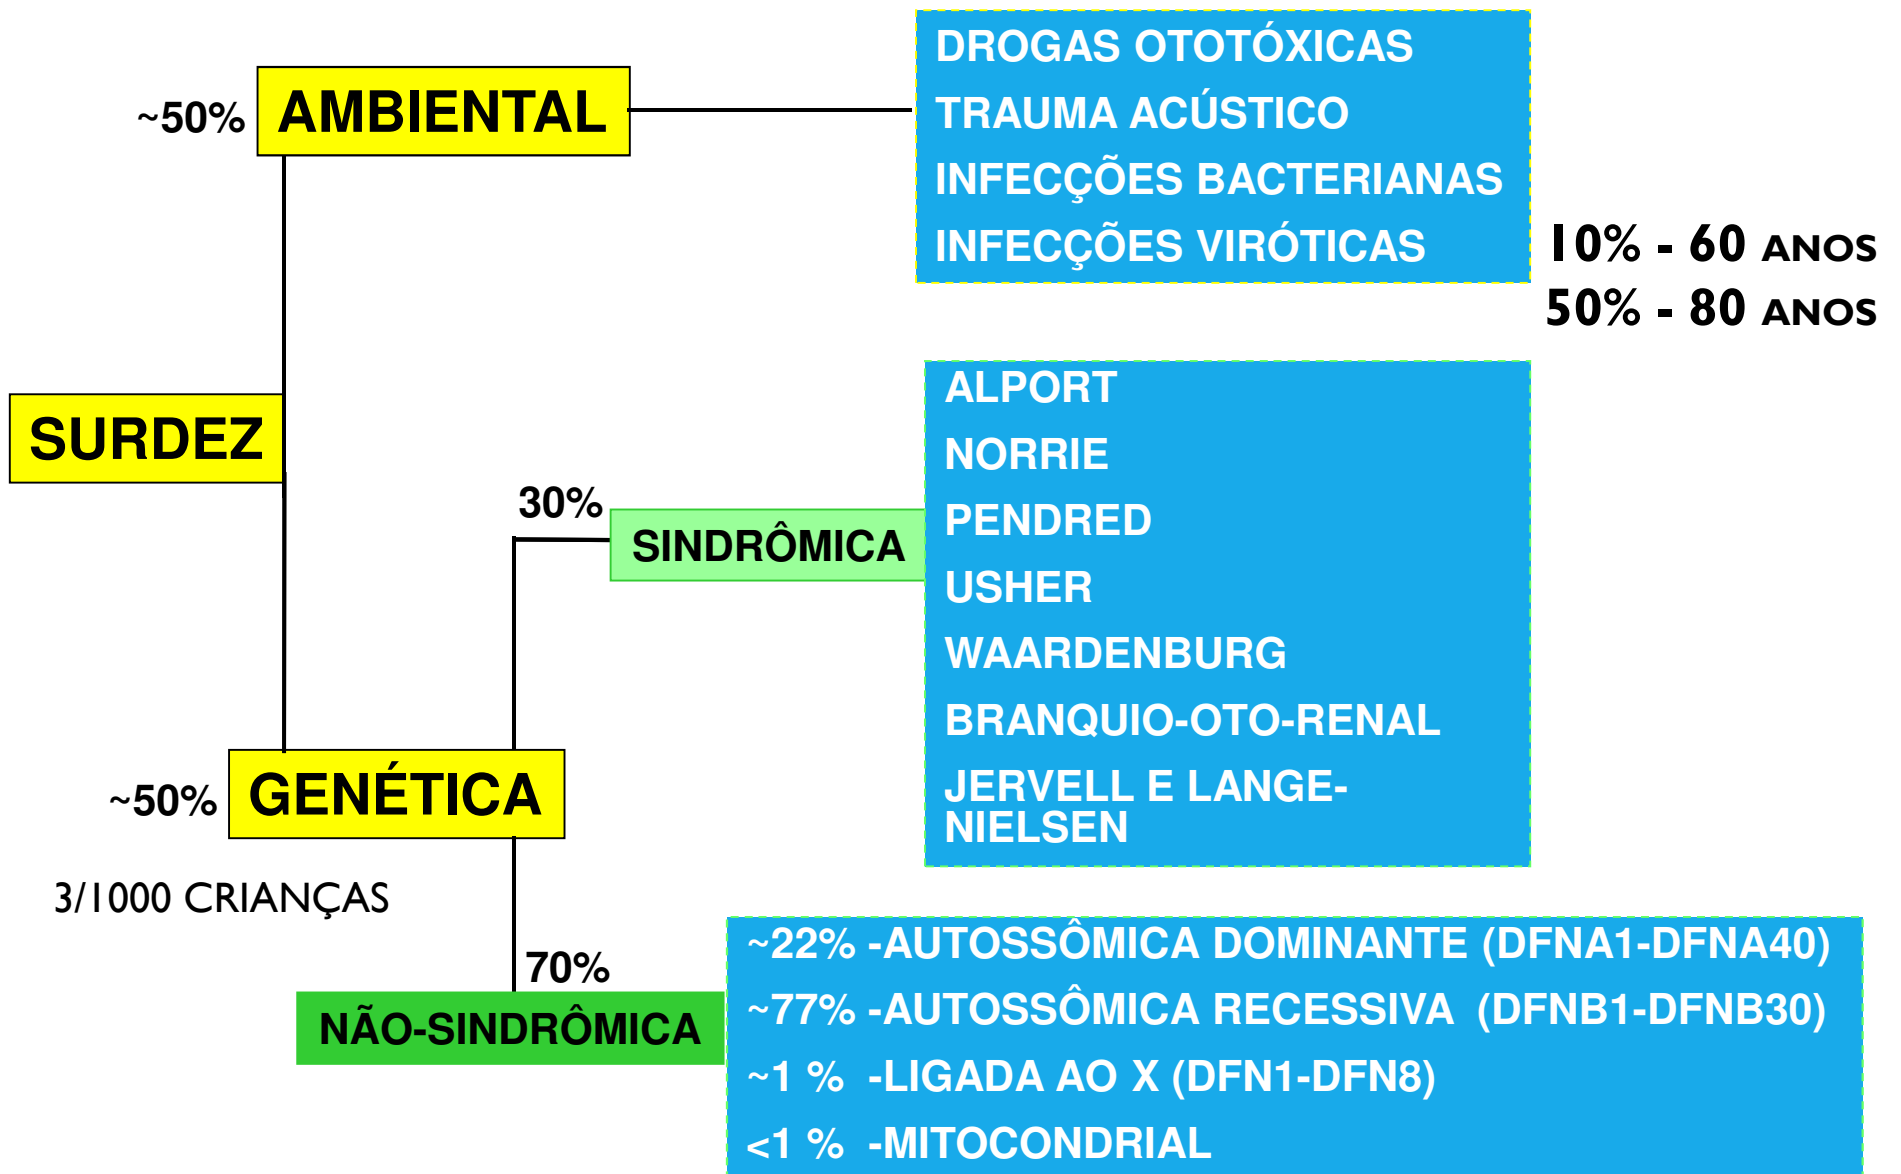 ~50%
AMBIENTAL
DROGAS OTOTÓXICAS
TRAUMA ACÚSTICO
INFECÇÕES BACTERIANAS
INFECÇÕES VIRÓTICAS
10% - 60 ANOS
50% - 80 ANOS
SURDEZ
30%
SINDRÔMICA
ALPORT
NORRIE
PENDRED
USHER
WAARDENBURG
BRANQUIO-OTO-RENAL
JERVELL E LANGE-
NIELSEN
~50%
GENÉTICA
3/1000 CRIANÇAS
70%
NÃO-SINDRÔMICA
~22% -AUTOSSÔMICA DOMINANTE (DFNA1-DFNA40)
~77% -AUTOSSÔMICA RECESSIVA (DFNB1-DFNB30)
~1 % -LIGADA AO X (DFN1-DFN8)
<1 % -MITOCONDRIAL